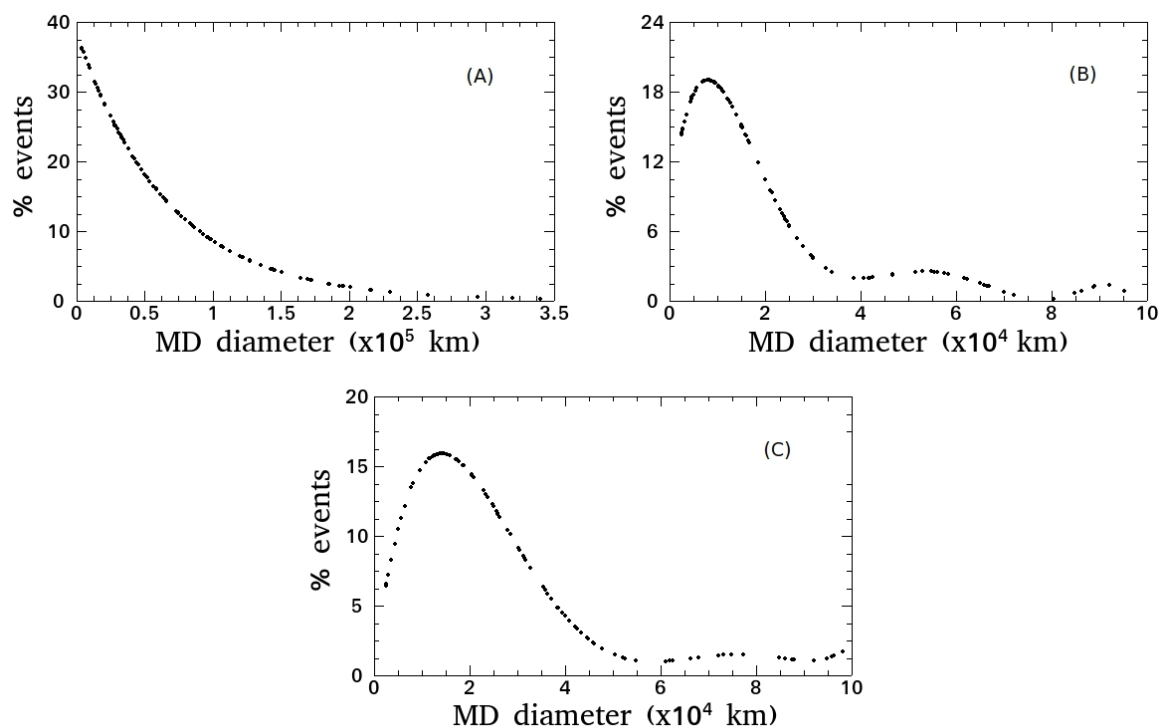 40
30
20
10
0
% events
(A)
0 0.5 1 1.5 2 2.5 3 3.5
MD diameter (x10⁵ km)
24
18
12
6
0
% events
(B)
0 2 4 6 8 10
MD diameter (x10⁴ km)
20
15
10
5
0
% events
(C)
0 2 4 6 8 10
MD diameter (x10⁴ km)